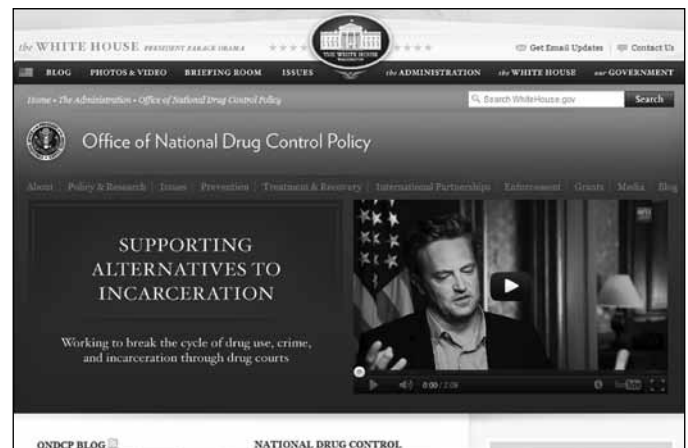 the WHITE HOUSE PRESIDENT BARACK OBAMA
THE WHITE HOUSE
Get Email Updates Contact Us
BLOG PHOTOS & VIDEO BRIEFING ROOM ISSUES the ADMINISTRATION the WHITE HOUSE our GOVERNMENT
Home • The Administration • Office of National Drug Control Policy
Search WhiteHouse.gov Search
Office of National Drug Control Policy
About Policy & Research Issues Prevention Treatment & Recovery International Partnerships Enforcement Grants Media Blog
SUPPORTING
ALTERNATIVES TO
INCARCERATION
Working to break the cycle of drug use, crime,
and incarceration through drug courts
0:00 / 2:08
ONDCP BLOG
NATIONAL DRUG CONTROL